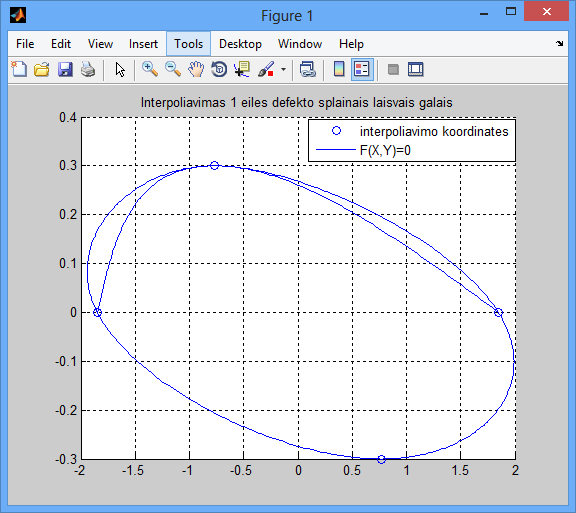 Figure 1
File Edit View Insert Tools Desktop Window Help
Interpoliavimas 1 eiles defekto splainais laisvais galais
interpoliavimo koordinates
F(X,Y)=0
0.4
0.3
0.2
0.1
0
-0.1
-0.2
-0.3
-2 -1.5 -1 -0.5 0 0.5 1 1.5 2